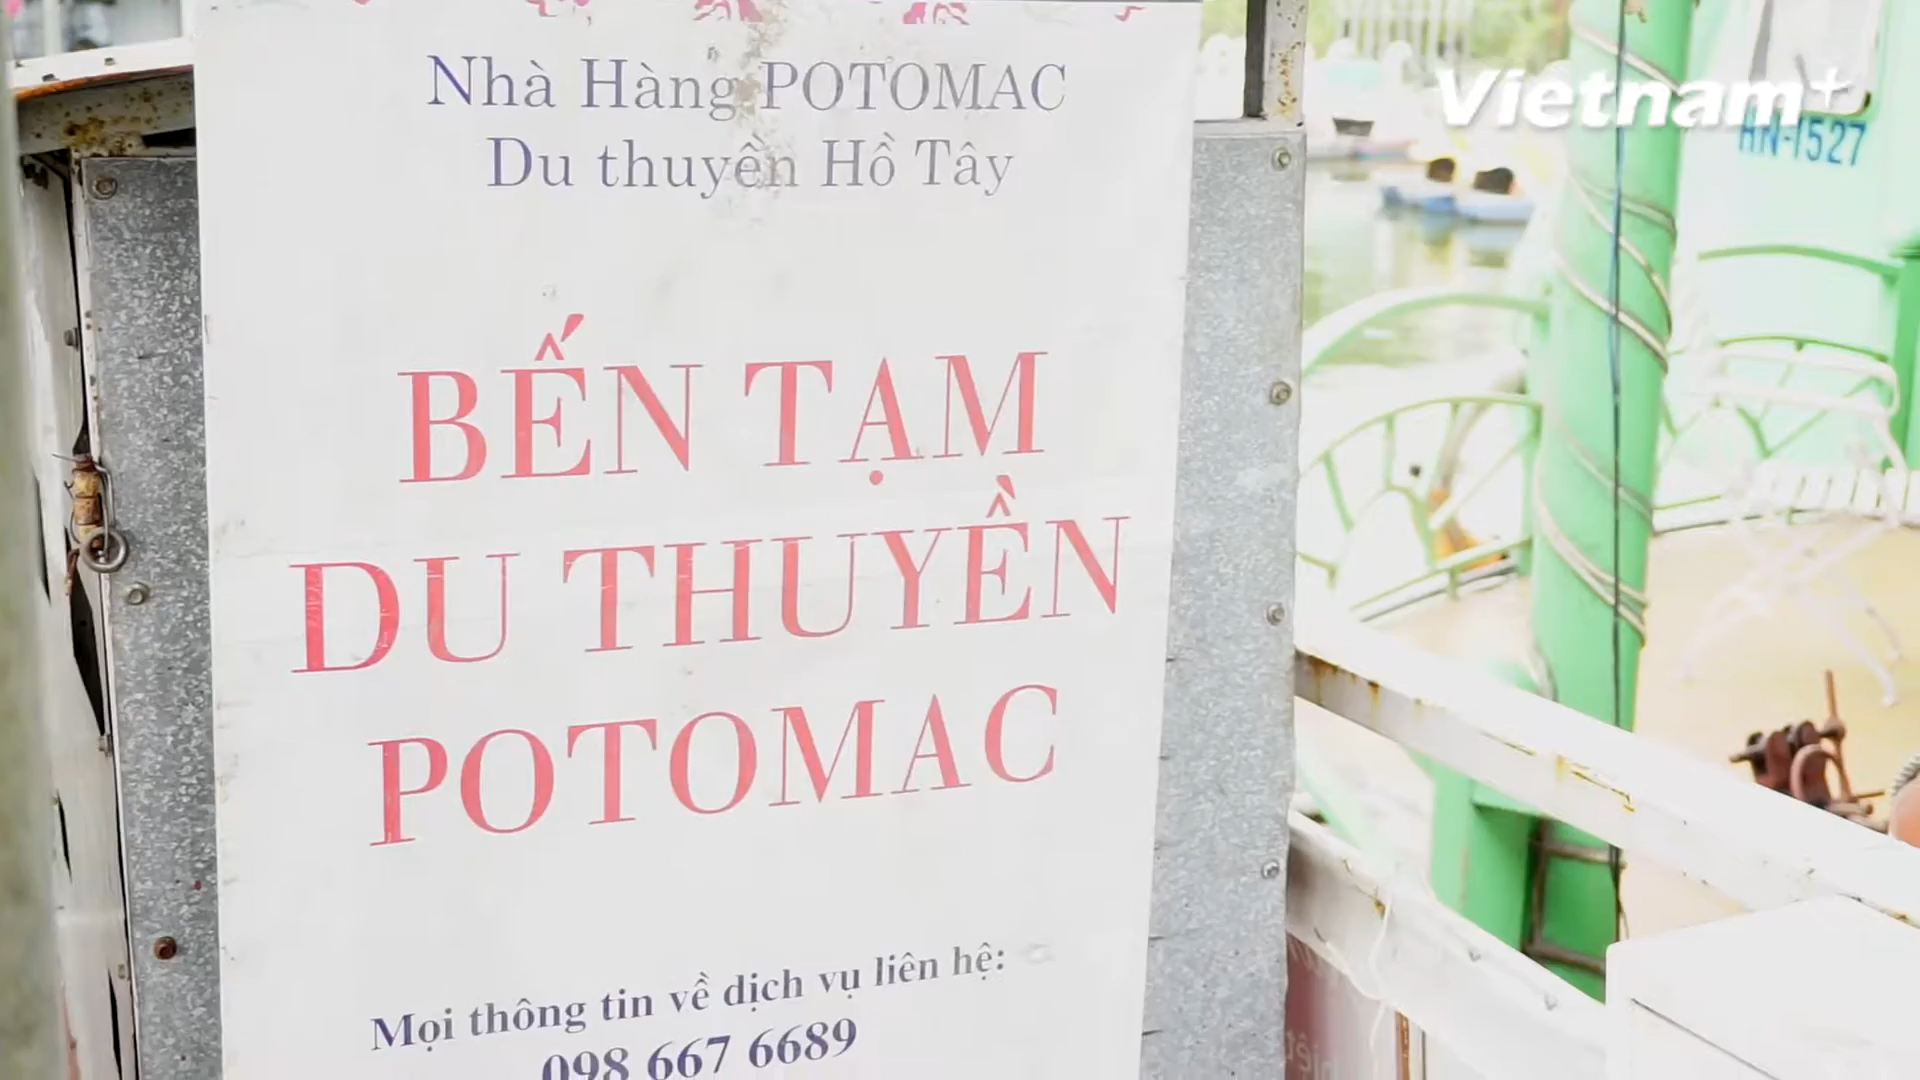 Nhà Hàng POTOMAC
Du thuyền Hồ Tây
BẾN TẠM
DU THUYỀN
POTOMAC
Mọi thông tin về dịch vụ liên hệ:
098 667 6689
Vietnam+
HN-1527